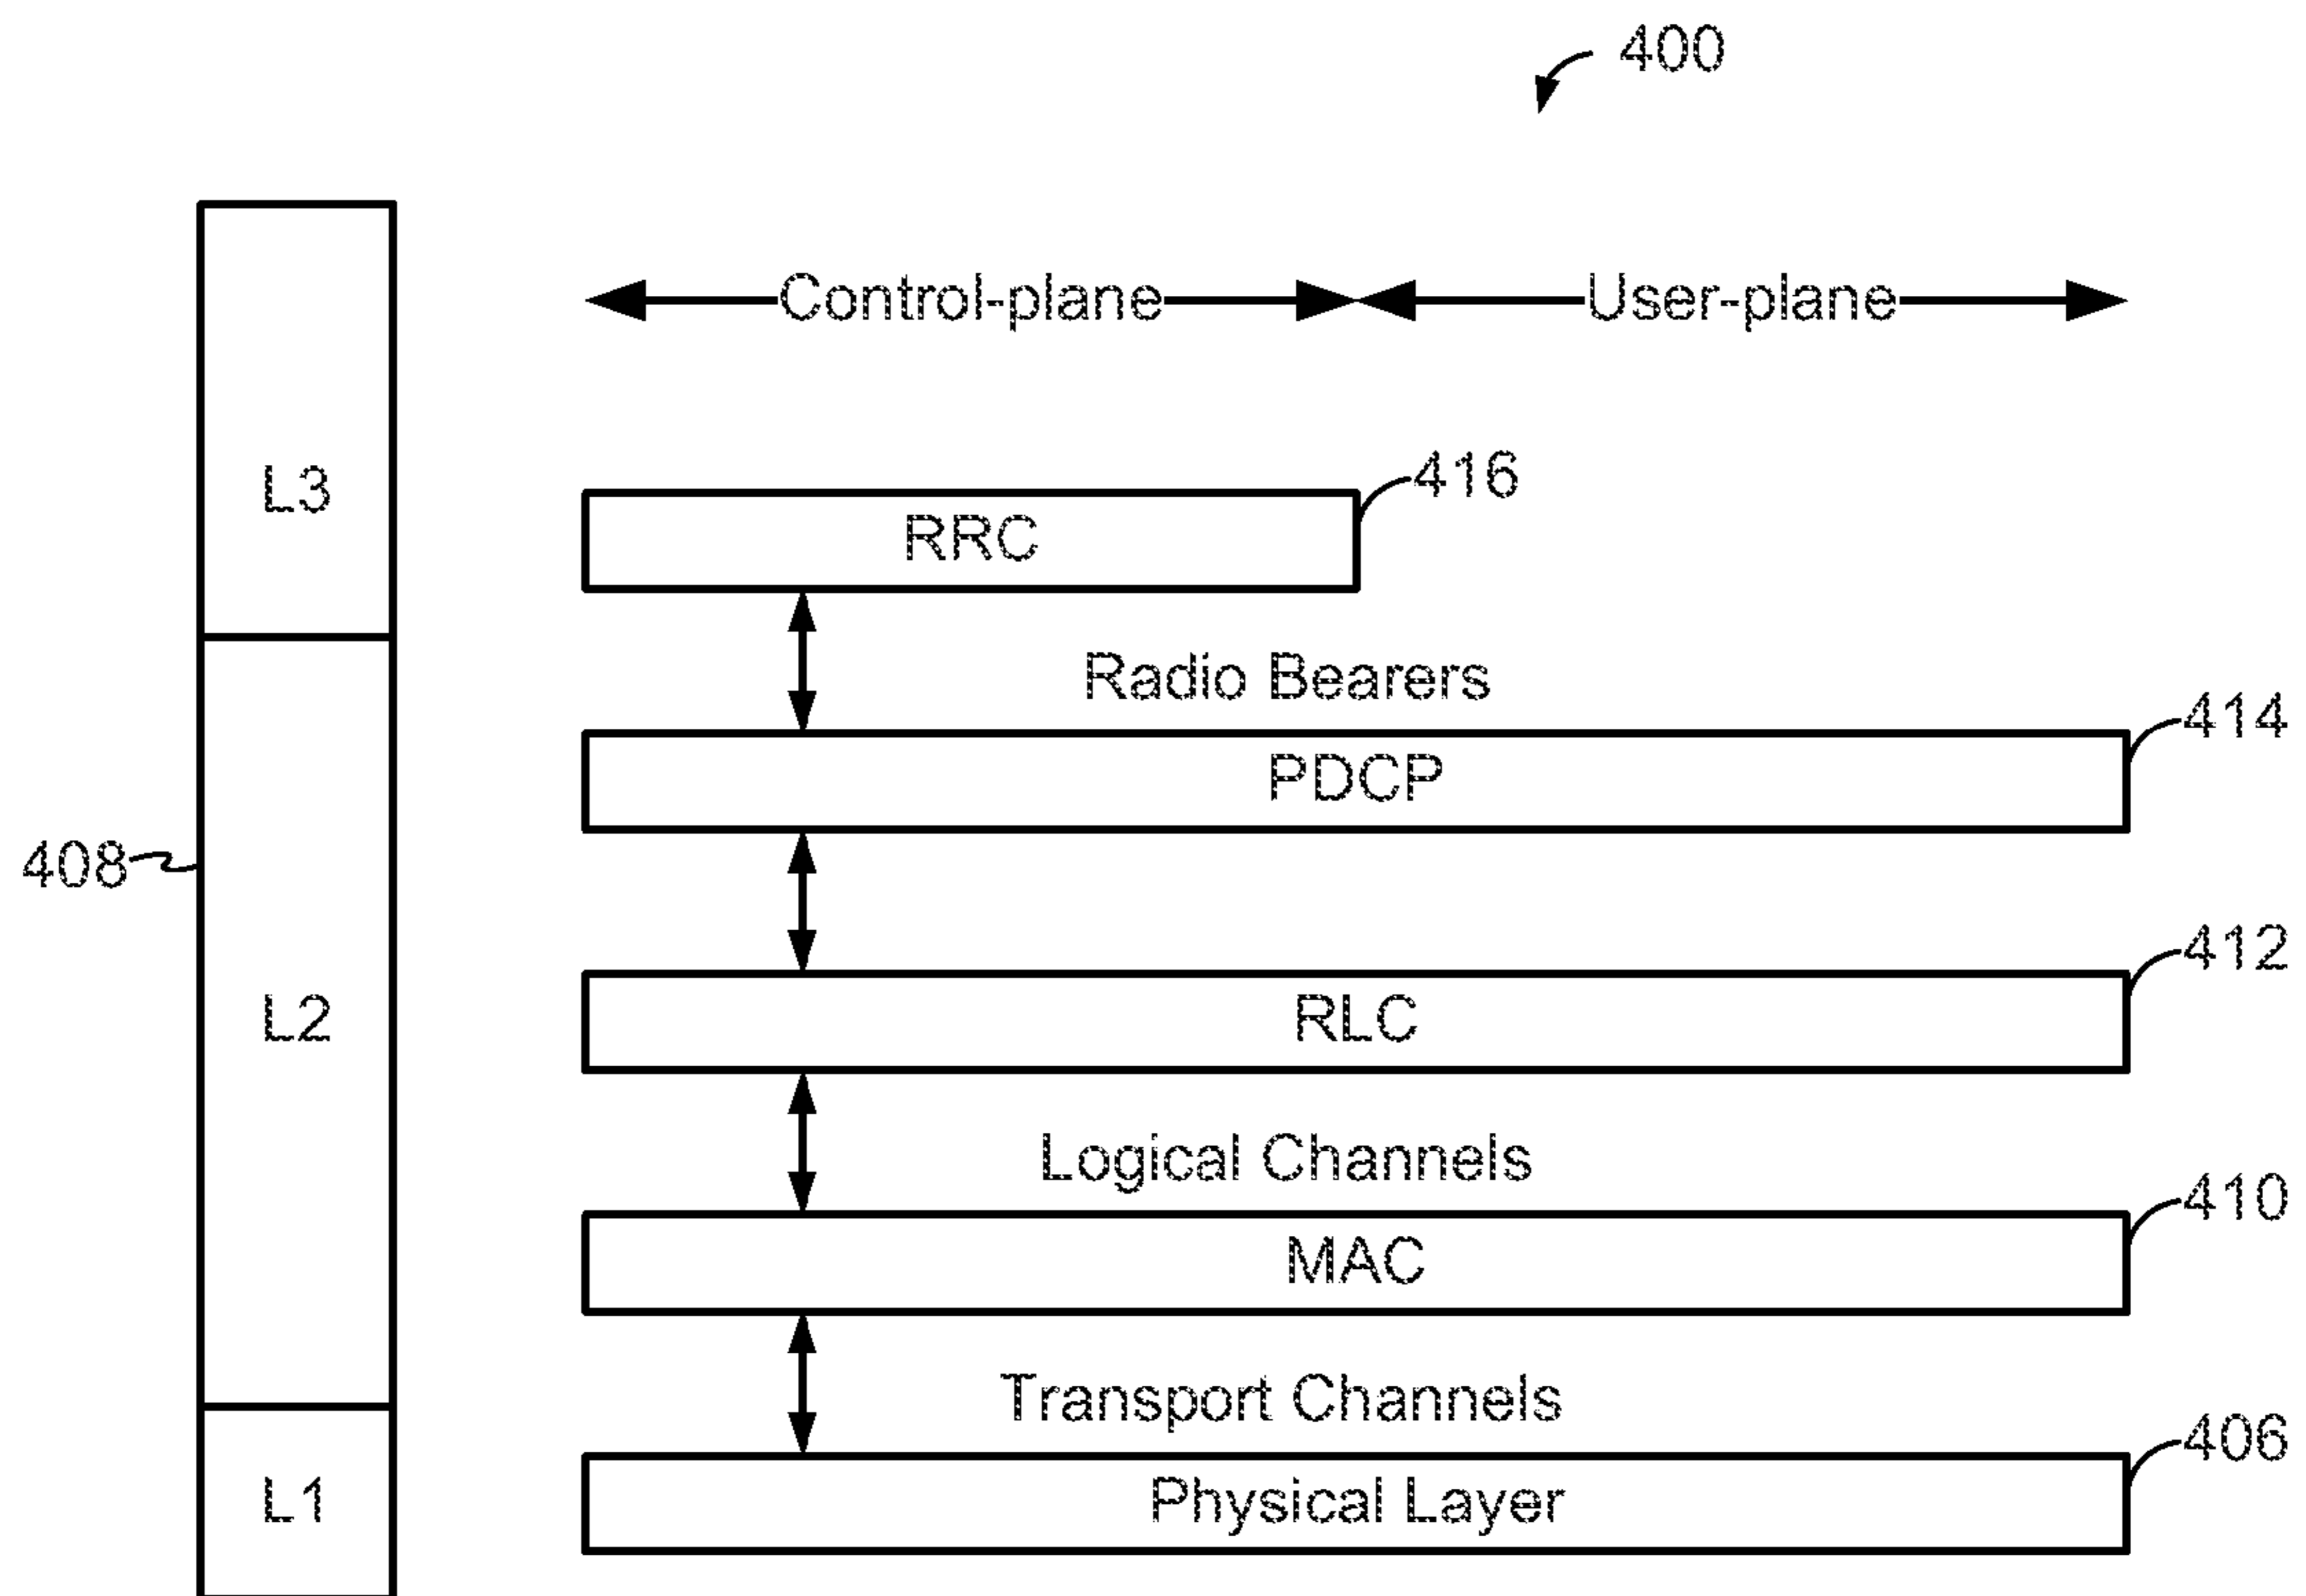 400
Control-plane User-plane
L3
416
RRC
Radio Bearers
414
PDCP
408
412
L2
RLC
Logical Channels
410
MAC
Transport Channels
406
L1
Physical Layer